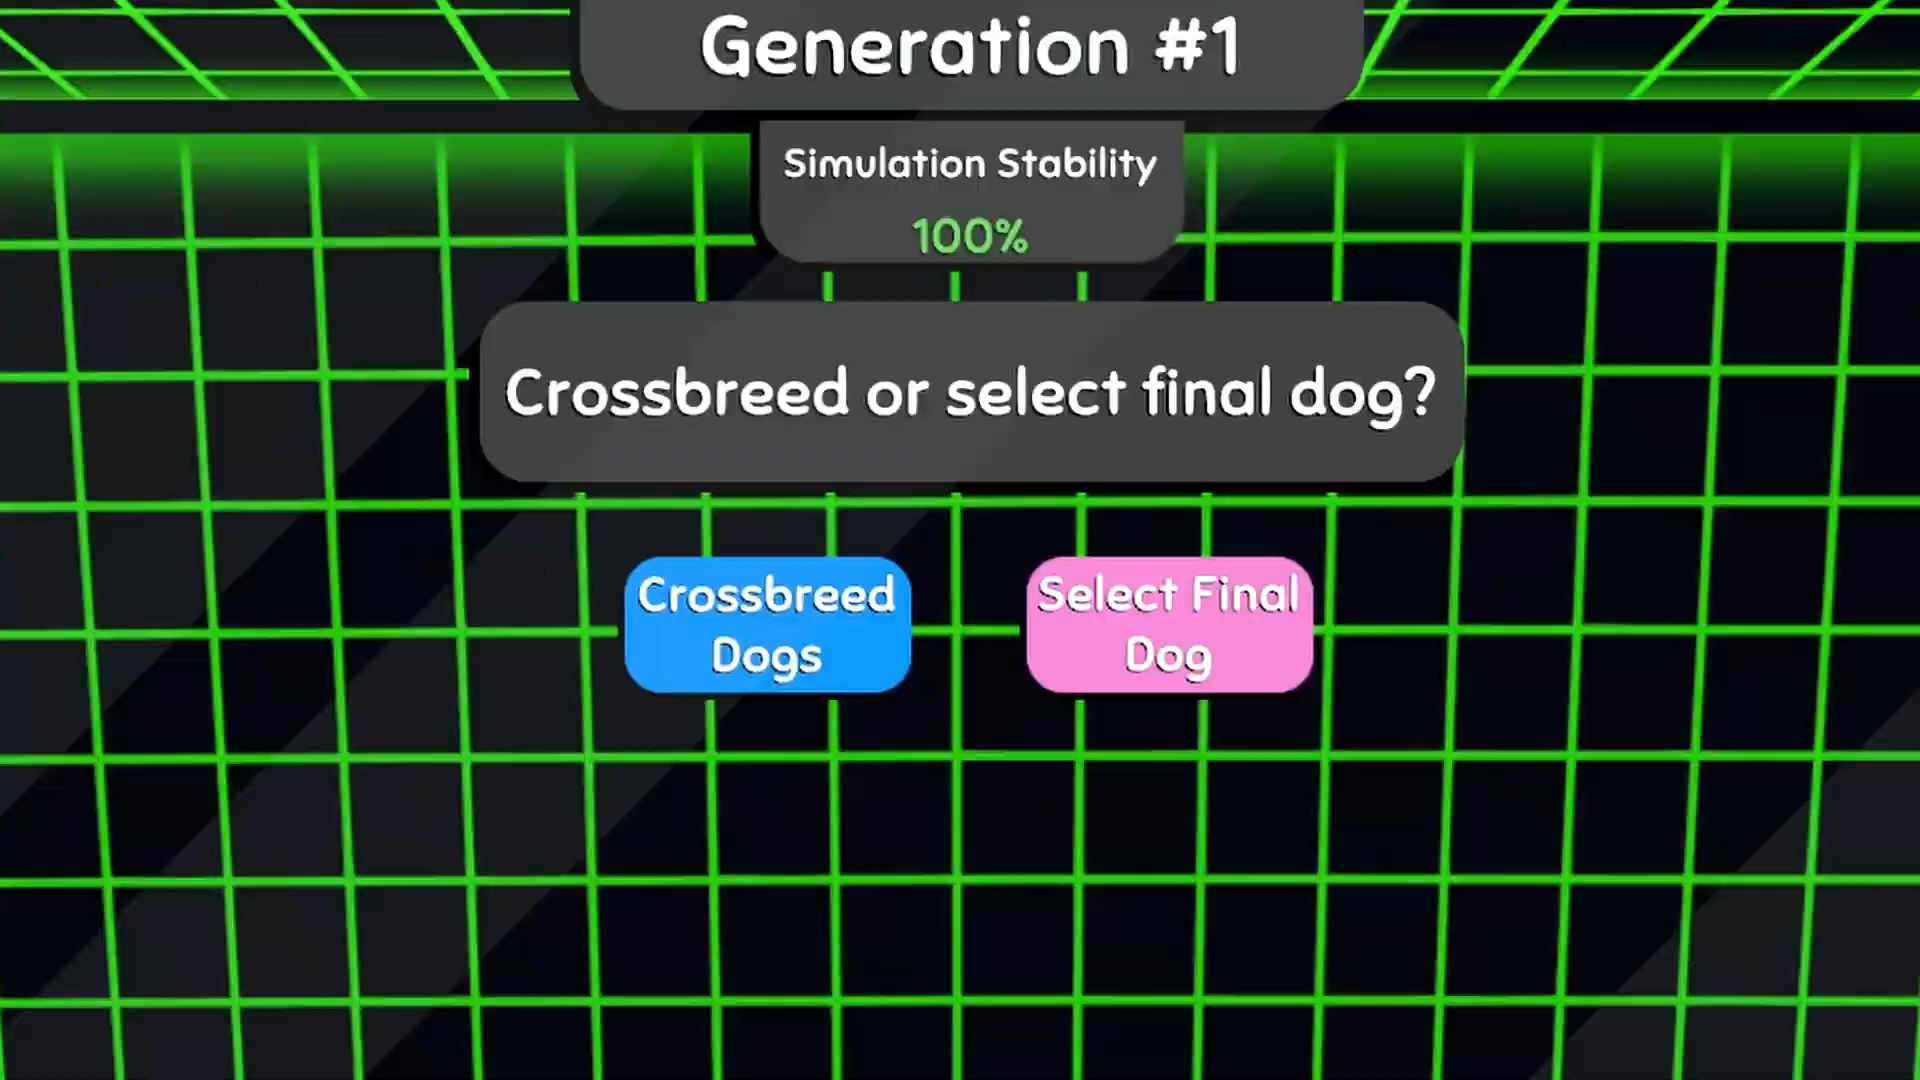 Generation #1
Simulation Stability
100%
Crossbreed or select final dog?
Crossbreed
Dogs
Select Final
Dog